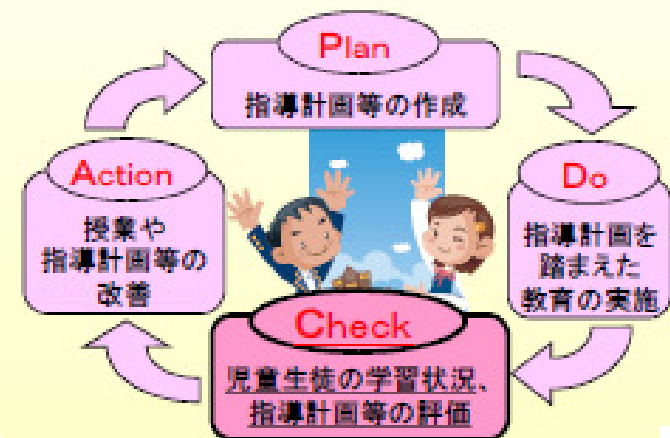 Plan
指導計画等の作成
Do
指導計画を
踏まえた
教育の実施
Check
児童生徒の学習状況、
指導計画等の評価
Action
授業や
指導計画等の
改善